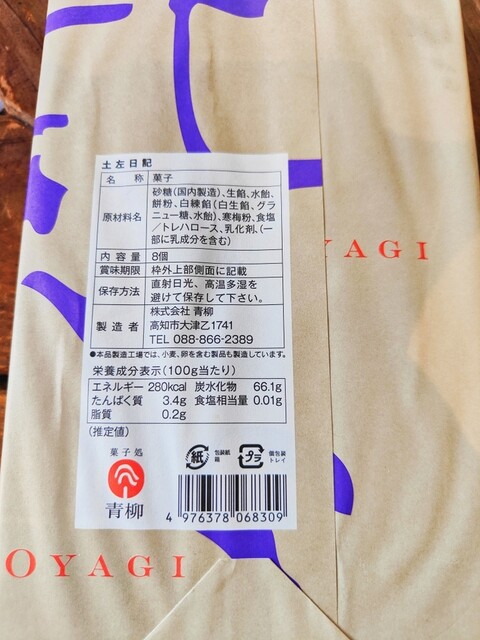 土左日記
名称 菓子
原材料名 砂糖(国内製造)、生餡、水飴、
餅粉、白練餡(白生餡、グラ
ニュー糖、水飴)、寒梅粉、食塩
/トレハロース、乳化剤、(一
部に乳成分を含む)
内容量 8個
賞味期限 枠外上部側面に記載
保存方法 直射日光、高温多湿を
避けて保存して下さい。
製造者 株式会社 青柳
高知市大津乙1741
TEL 088-866-2389
●本品製造工場では、小麦、卵を含む製品も製造しています。
栄養成分表示(100g当たり)
エネルギー 280kcal 炭水化物 66.1g
たんぱく質 3.4g 食塩相当量 0.01g
脂質 0.2g
(推定値)
菓子処
青柳
紙 包装紙
箱
プラ 個包装
トレイ
4 976378 068309
YAGI
OYAGI